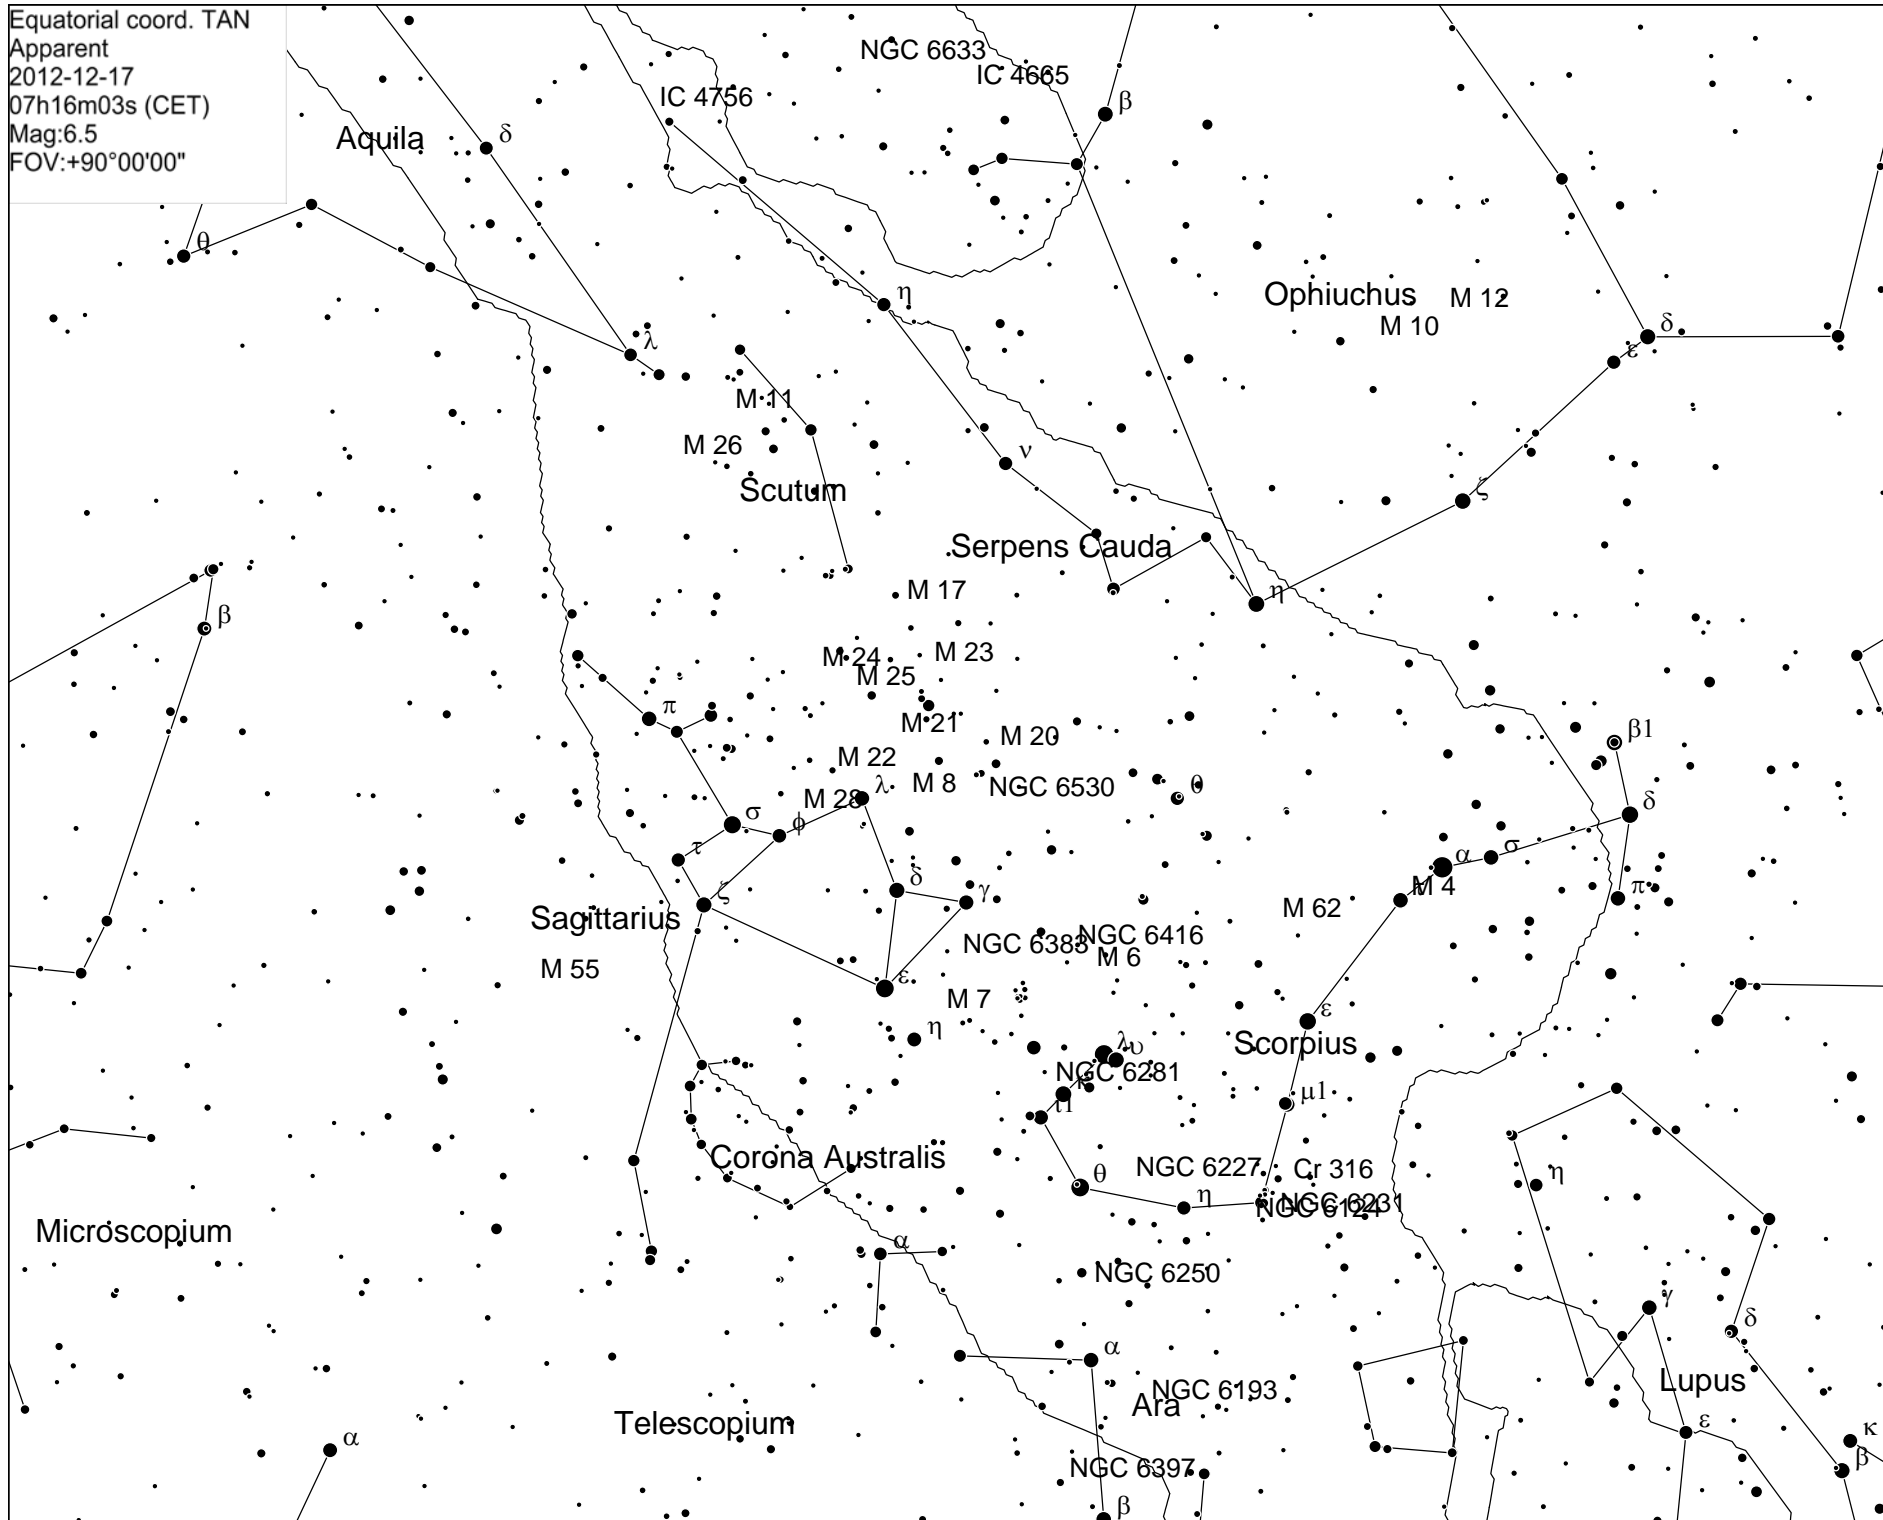 Equatorial coord. TAN
Apparent
2012-12-17
07h16m03s (CET)
Mag:6.5
FOV:+90°00'00"
NGC 6633
IC 4665
IC 4756
β
Aquila
δ
θ
η
Ophiuchus
M 12
M 10
δ
ε
λ
M 11
M 26
ν
Scutum
ζ
Serpens Cauda
M 17
η
β
M 24
M 23
M 25
π
M 21
M 20
β1
M 22
M 8
λ
NGC 6530
θ
M 28
σ
ϕ
δ
τ
α
σ
M 4
π
δ
γ
ζ
M 62
Sagittarius
NGC 6383
NGC 6416
M 6
M 55
ε
M 7
η
ε
Scorpius
λ
υ
NGC 6281
κ
ι1
μ1
Corona Australis
θ
NGC 6227
Cr 316
η
η
NGC 6231
NGC 6124
Microscopium
α
NGC 6250
γ
δ
α
NGC 6193
Ara
Lupus
Telescopium
α
ε
κ
β
NGC 6397
β